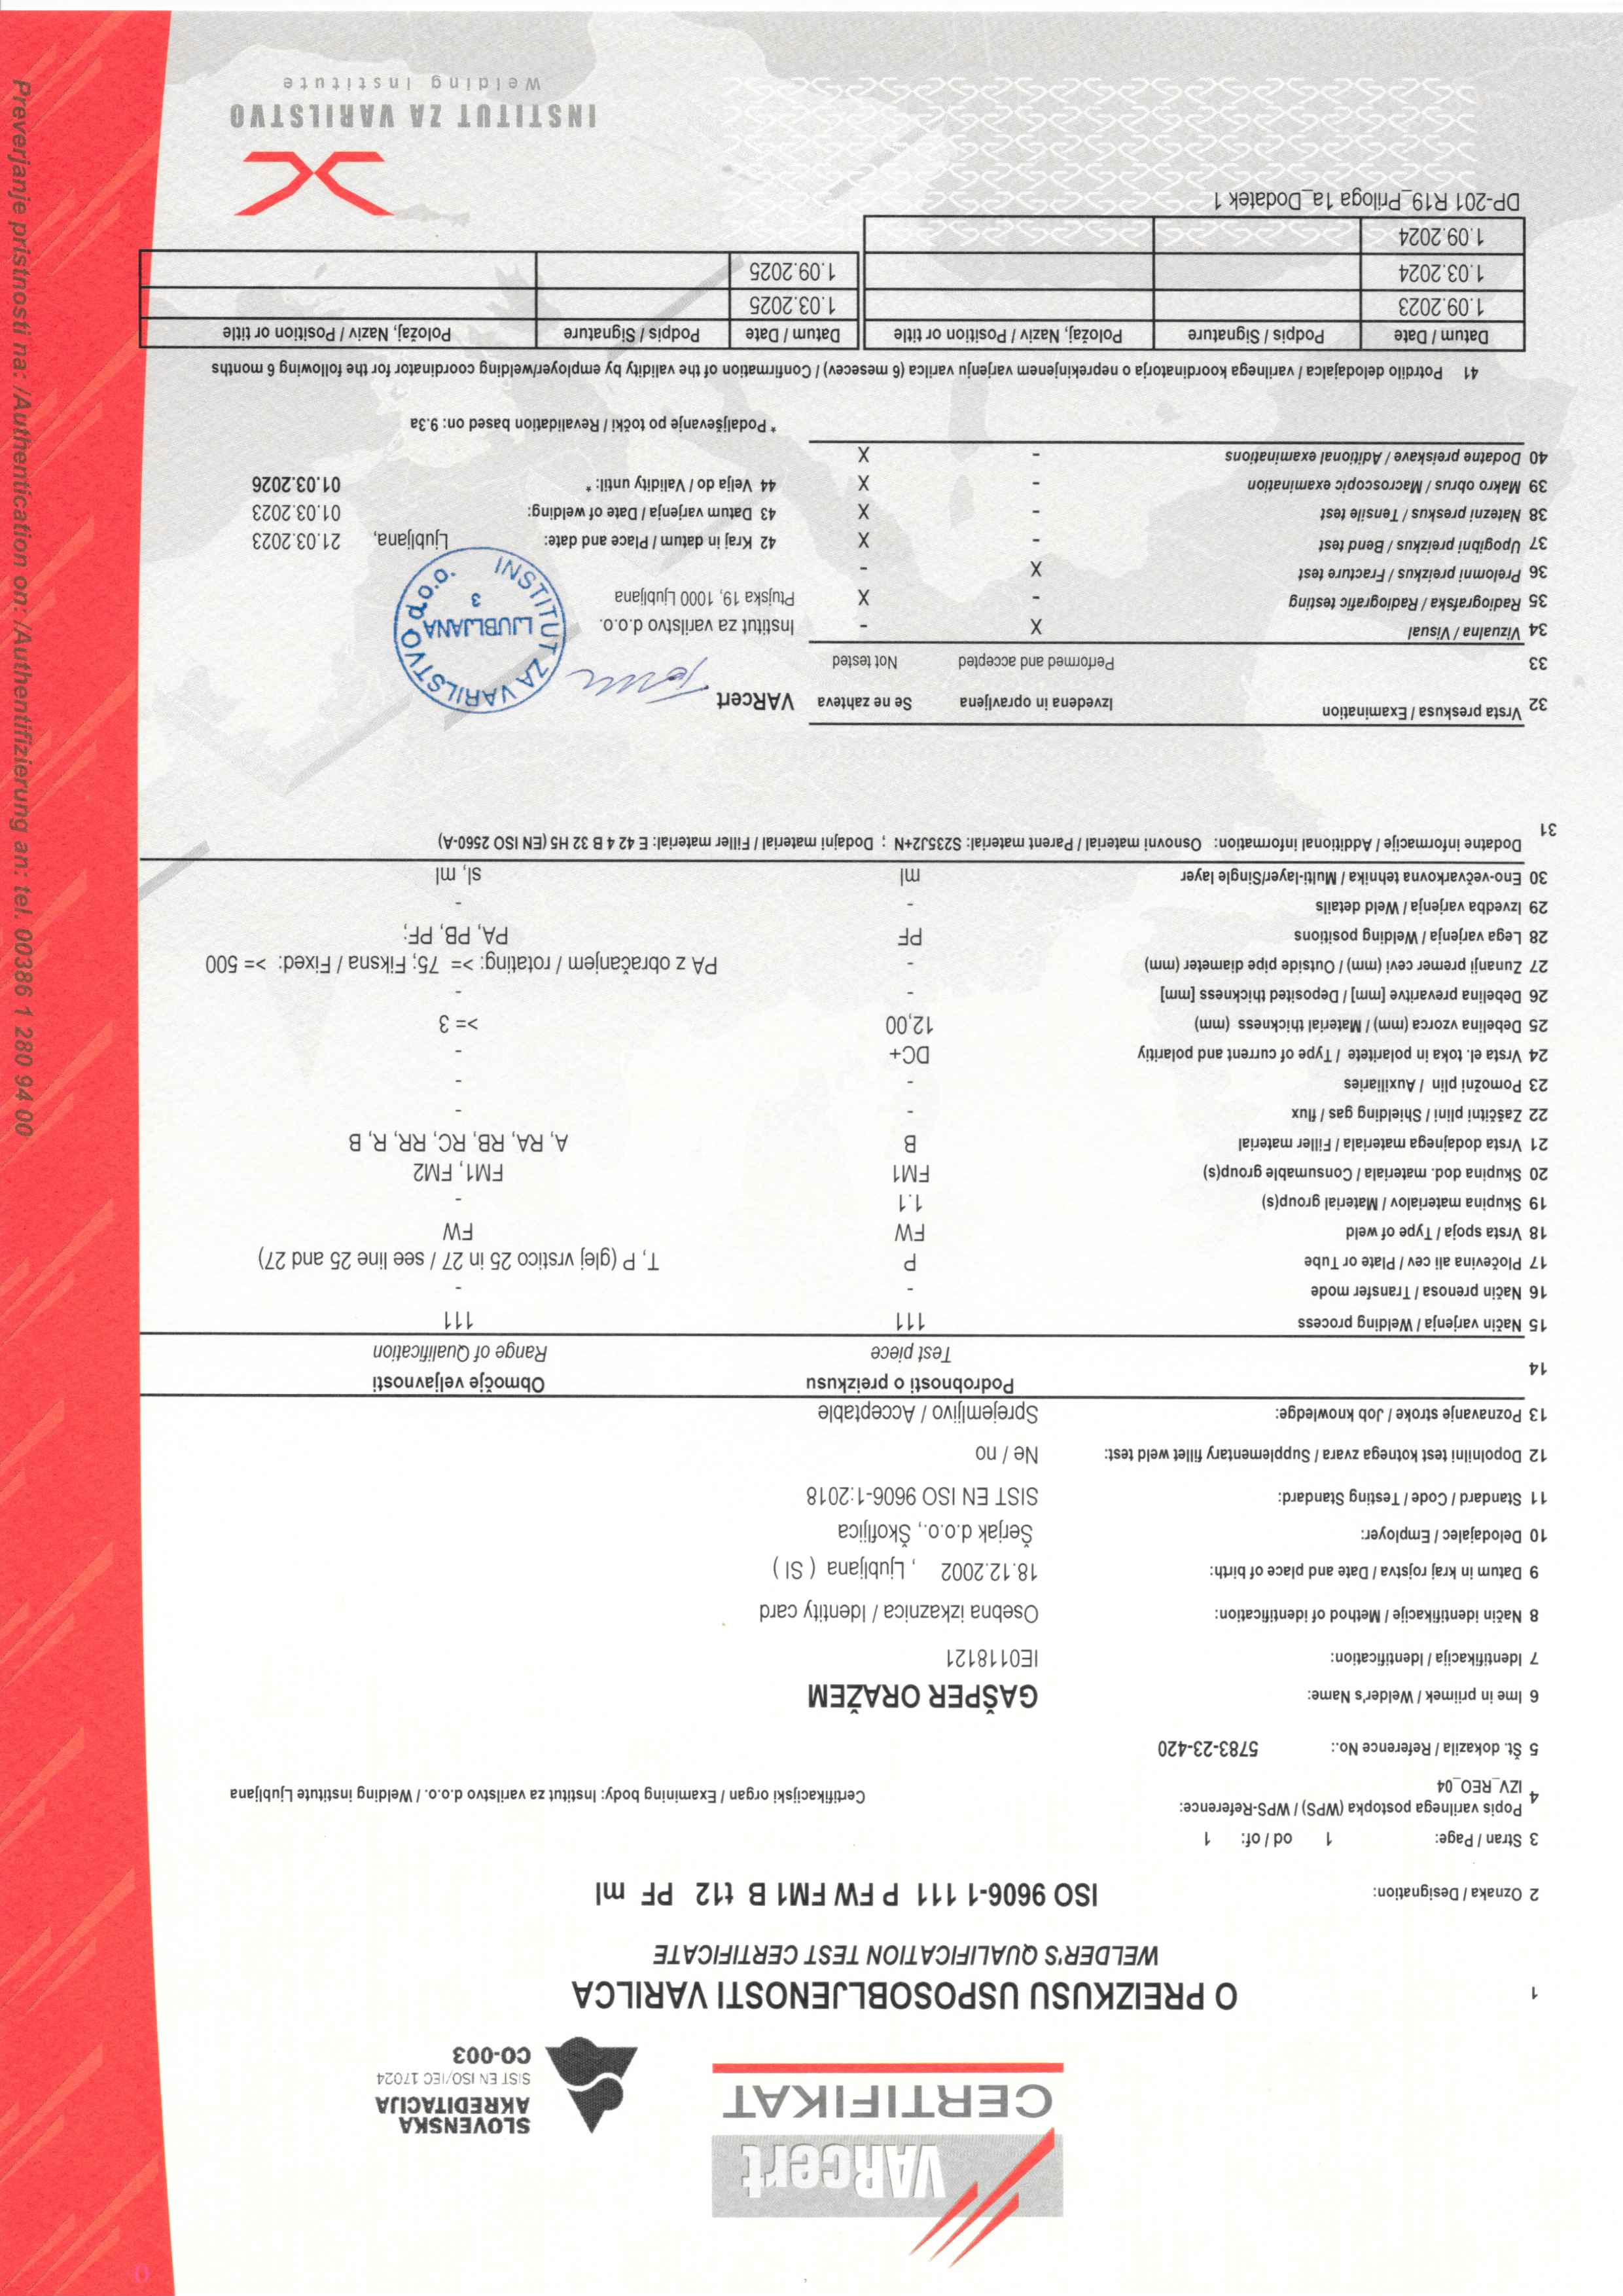 VARcert
CERTIFIKAT
SLOVENSKA
AKREDITACIJA
SIST EN ISO/IEC 17024
CO-003
1 O PREIZKUSU USPOSOBLJENOSTI VARILCA
WELDER'S QUALIFICATION TEST CERTIFICATE
2 Oznaka / Designation: ISO 9606-1 111 P FW FM1 B t12 PF ml
3 Stran / Page: 1 od / of: 1
4 Popis varilnega postopka (WPS) / WPS-Reference:
IZV_REO_04
Certifikacijski organ / Examining body: Institut za varilstvo d.o.o. / Welding institute Ljubljana
5 Št. dokazila / Reference No.: 5783-23-420
6 Ime in priimek / Welder's Name: GAŠPER ORAŽEM
7 Identifikacija / Identification: IE0118121
8 Način identifikacije / Method of identification: Osebna izkaznica / Identity card
9 Datum in kraj rojstva / Date and place of birth: 18.12.2002 , Ljubljana ( SI )
10 Delodajalec / Employer: Šerjak d.o.o., Škofljica
11 Standard / Code / Testing Standard: SIST EN ISO 9606-1:2018
12 Dopolnilni test kotnega zvara / Supplementary fillet weld test: Ne / no
13 Poznavanje stroke / Job knowledge: Sprejemljivo / Acceptable
14 Podrobnosti o preizkusu Območje veljavnosti
Test piece Range of Qualification
15 Način varjenja / Welding process 111 111
16 Način prenosa / Transfer mode - -
17 Pločevina ali cev / Plate or Tube P T, P (glej vrstico 25 in 27 / see line 25 and 27)
18 Vrsta spoja / Type of weld FW FW
19 Skupina materialov / Material group(s) 1.1 -
20 Skupina dod. materiala / Consumable group(s) FM1 FM1, FM2
21 Vrsta dodajnega materiala / Filler material B A, RA, RB, RC, RR, R, B
22 Zaščitni plini / Shielding gas / flux - -
23 Pomožni plin / Auxiliaries - -
24 Vrsta el. toka in polaritete / Type of current and polaritiy DC+ -
25 Debelina vzorca (mm) / Material thickness (mm) 12,00 >= 3
26 Debelina prevaritve [mm] / Deposited thickness [mm] - -
27 Zunanji premer cevi (mm) / Outside pipe diameter (mm) - PA z obračanjem / rotating: >= 75; Fiksna / Fixed: >= 500
28 Lega varjenja / Welding positions PF PA, PB, PF;
29 Izvedba varjenja / Weld details - -
30 Eno-večvarkovna tehnika / Multi-layer/Single layer ml sl, ml
31 Dodatne informacije / Additional information: Osnovni material / Parent material: S235J2+N ; Dodajni material / Filler material: E 42 4 B 32 H5 (EN ISO 2560-A)
32 Vrsta preskusa / Examination Izvedena in opravljena Se ne zahteva
33 Performed and accepted Not tested
34 Vizualna / Visual X -
35 Radiografska / Radiografic testing - X
36 Prelomni preizkus / Fracture test X -
37 Upogibni preizkus / Bend test - X
38 Natezni preskus / Tensile test - X
39 Makro obrus / Macroscopic examination - X
40 Dodatne preiskave / Aditional examinations - X
VARcert
Institut za varilstvo d.o.o.
Ptujska 19, 1000 Ljubljana
INSTITUT ZA VARILSTVO d.o.o.
LJUBLJANA
3
42 Kraj in datum / Place and date: Ljubljana, 21.03.2023
43 Datum varjenja / Date of welding: 01.03.2023
44 Velja do / Validity until: * 01.03.2026
* Podaljševanje po točki / Revalidation based on: 9.3a
41 Potrdilo delodajalca / varilnega koordinatorja o neprekinjenem varjenju varilca (6 mesecev) / Confirmation of the validity by employer/welding coordinator for the following 6 months
Datum / Date Podpis / Signature Položaj, Naziv / Position or title Datum / Date Podpis / Signature Položaj, Naziv / Position or title
1.09.2023 1.03.2025
1.03.2024 1.09.2025
1.09.2024
DP-201 R19_Priloga 1a_Dodatek 1
INSTITUT ZA VARILSTVO
Welding Institute
Preverjanje pristnosti na: /Authentication on: /Authentifizierung an: tel. 00386 1 280 94 00